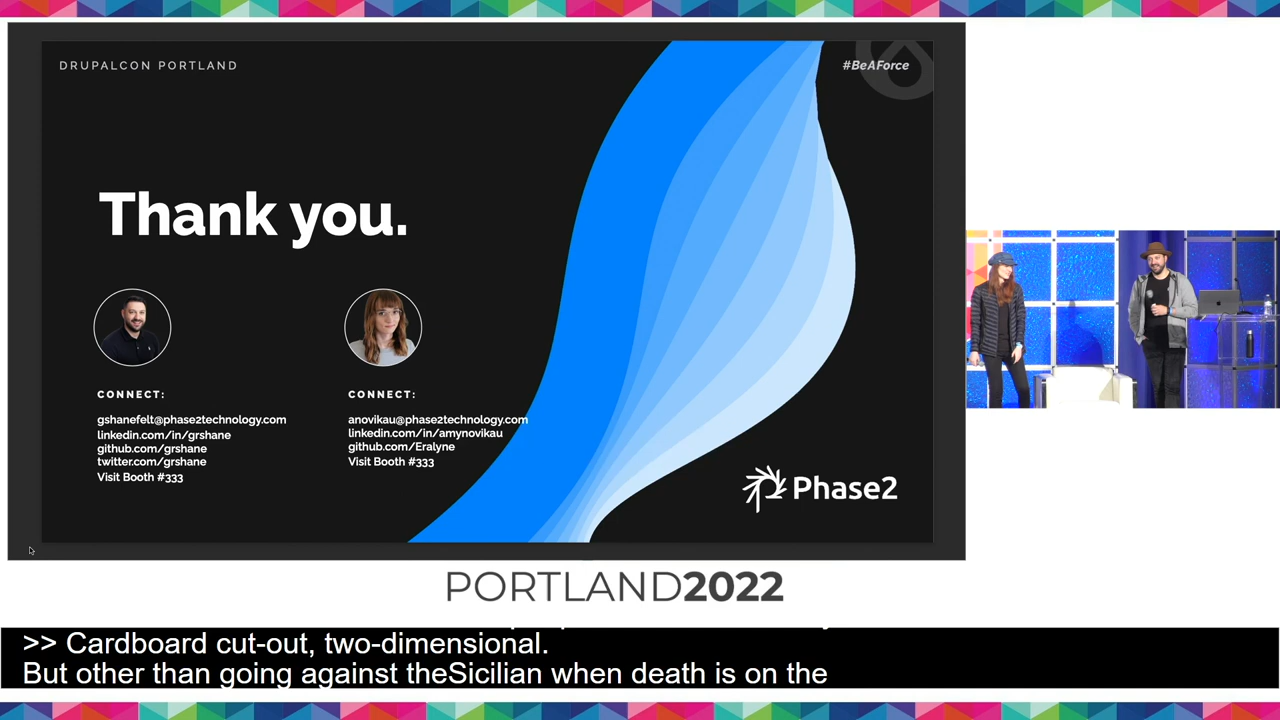 DRUPALCON PORTLAND
#BeAForce
Thank you.
CONNECT:
gshanefelt@phase2technology.com
linkedin.com/in/grshane
github.com/grshane
twitter.com/grshane
Visit Booth #333
CONNECT:
anovikau@phase2technology.com
linkedin.com/in/amynovikau
github.com/Eralyne
Visit Booth #333
Phase2
PORTLAND2022
>> Cardboard cut-out, two-dimensional.
But other than going against theSicilian when death is on the